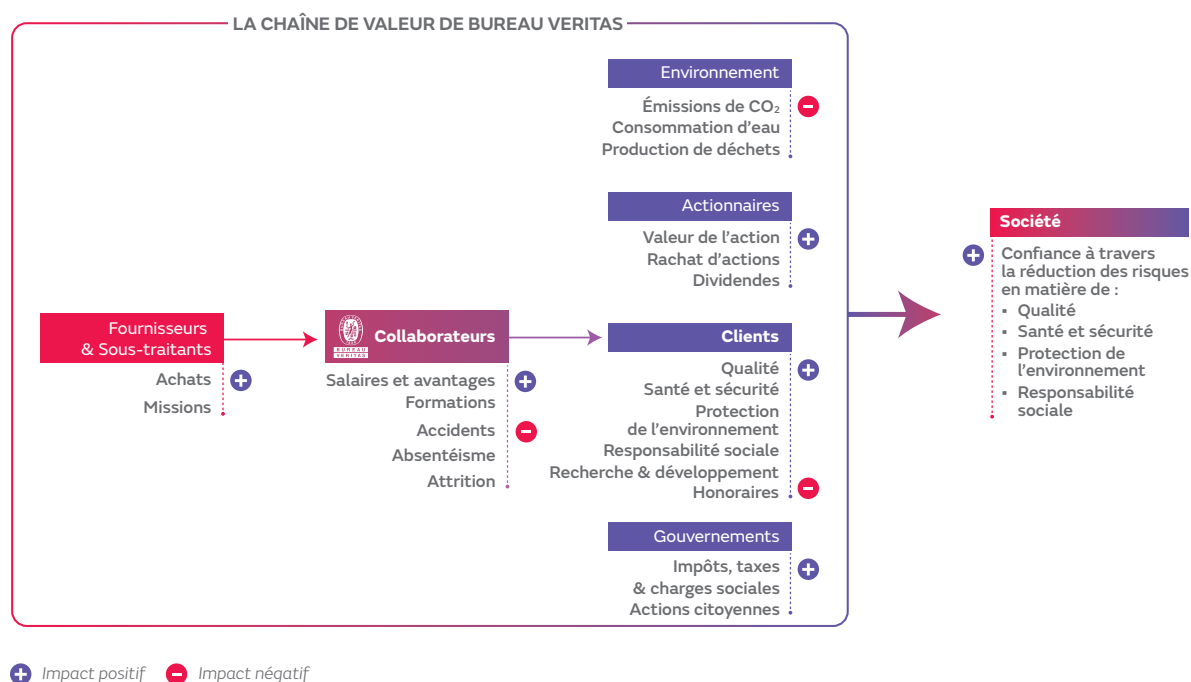 LA CHAÎNE DE VALEUR DE BUREAU VERITAS
Environnement
Émissions de CO₂
Consommation d'eau
Production de déchets
Actionnaires
Valeur de l'action
Rachat d'actions
Dividendes
Fournisseurs
& Sous-traitants
Achats
Missions
BUREAU
VERITAS
Collaborateurs
Salaires et avantages
Formations
Accidents
Absentéisme
Attrition
Clients
Qualité
Santé et sécurité
Protection
de l'environnement
Responsabilité sociale
Recherche & développement
Honoraires
Gouvernements
Impôts, taxes
& charges sociales
Actions citoyennes
Société
Confiance à travers
la réduction des risques
en matière de :
▪ Qualité
▪ Santé et sécurité
▪ Protection de
l'environnement
▪ Responsabilité
sociale
Impact positif
Impact négatif